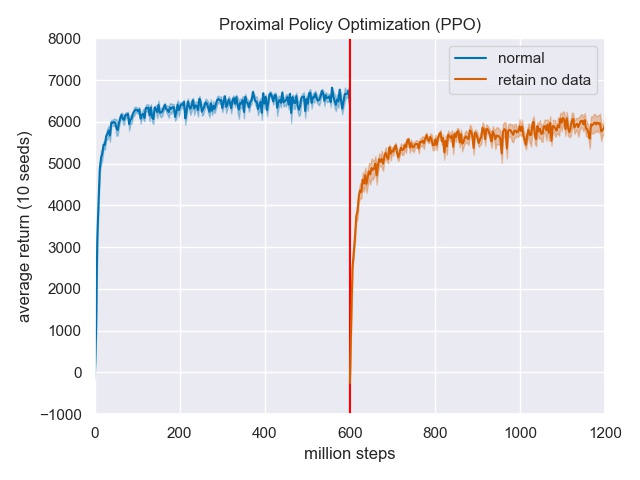 Proximal Policy Optimization (PPO)
8000
7000
6000
5000
4000
3000
2000
1000
0
−1000
average return (10 seeds)
normal
retain no data
0 200 400 600 800 1000 1200
million steps